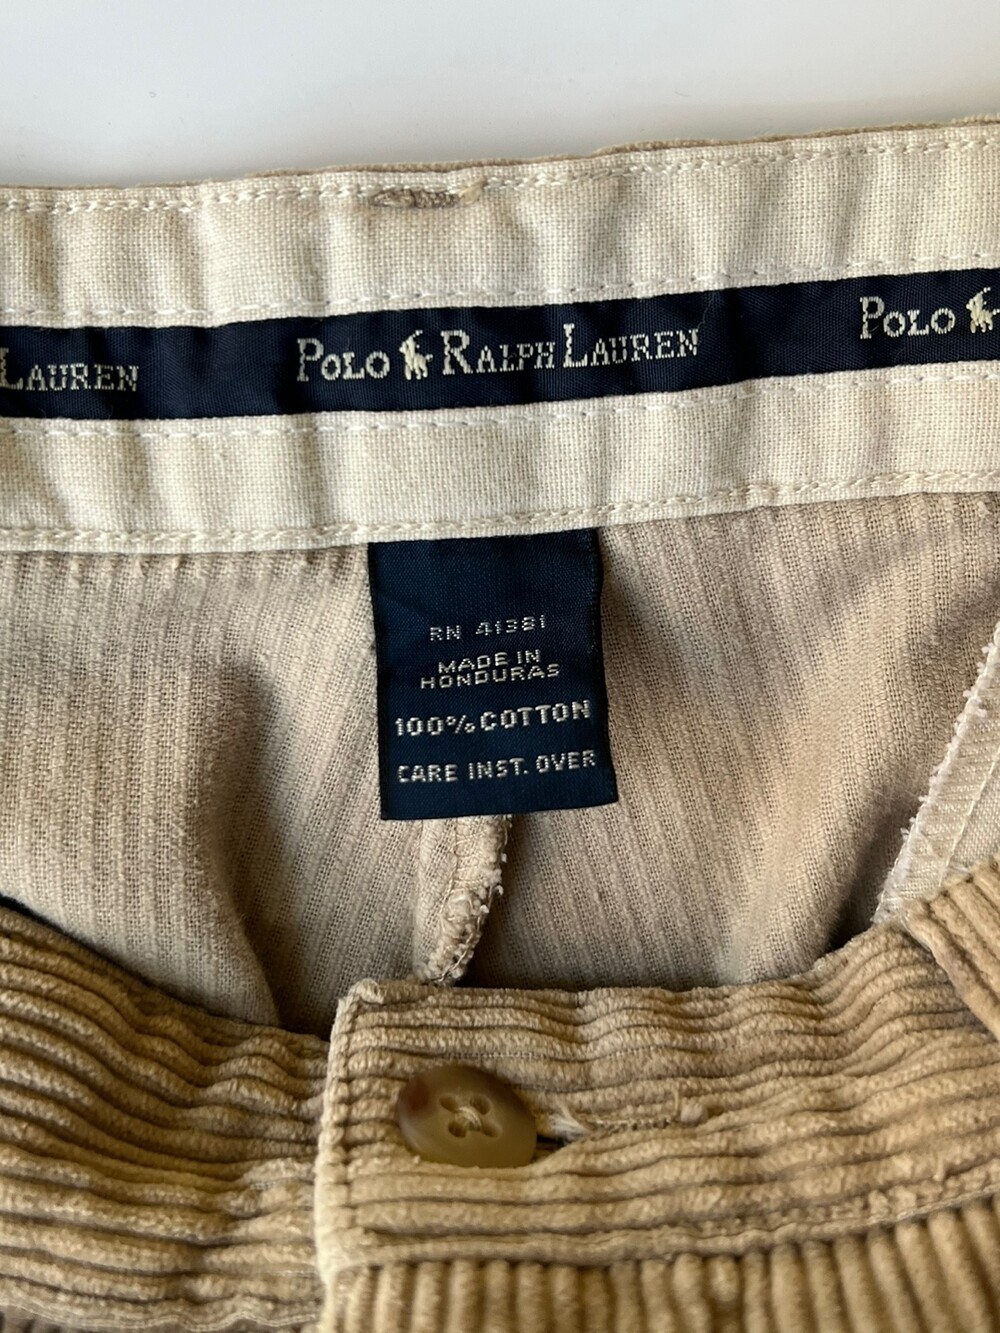 LAUREN
POLO RALPH LAUREN
POLO
RN 41381
MADE IN
HONDURAS
100% COTTON
CARE INST. OVER